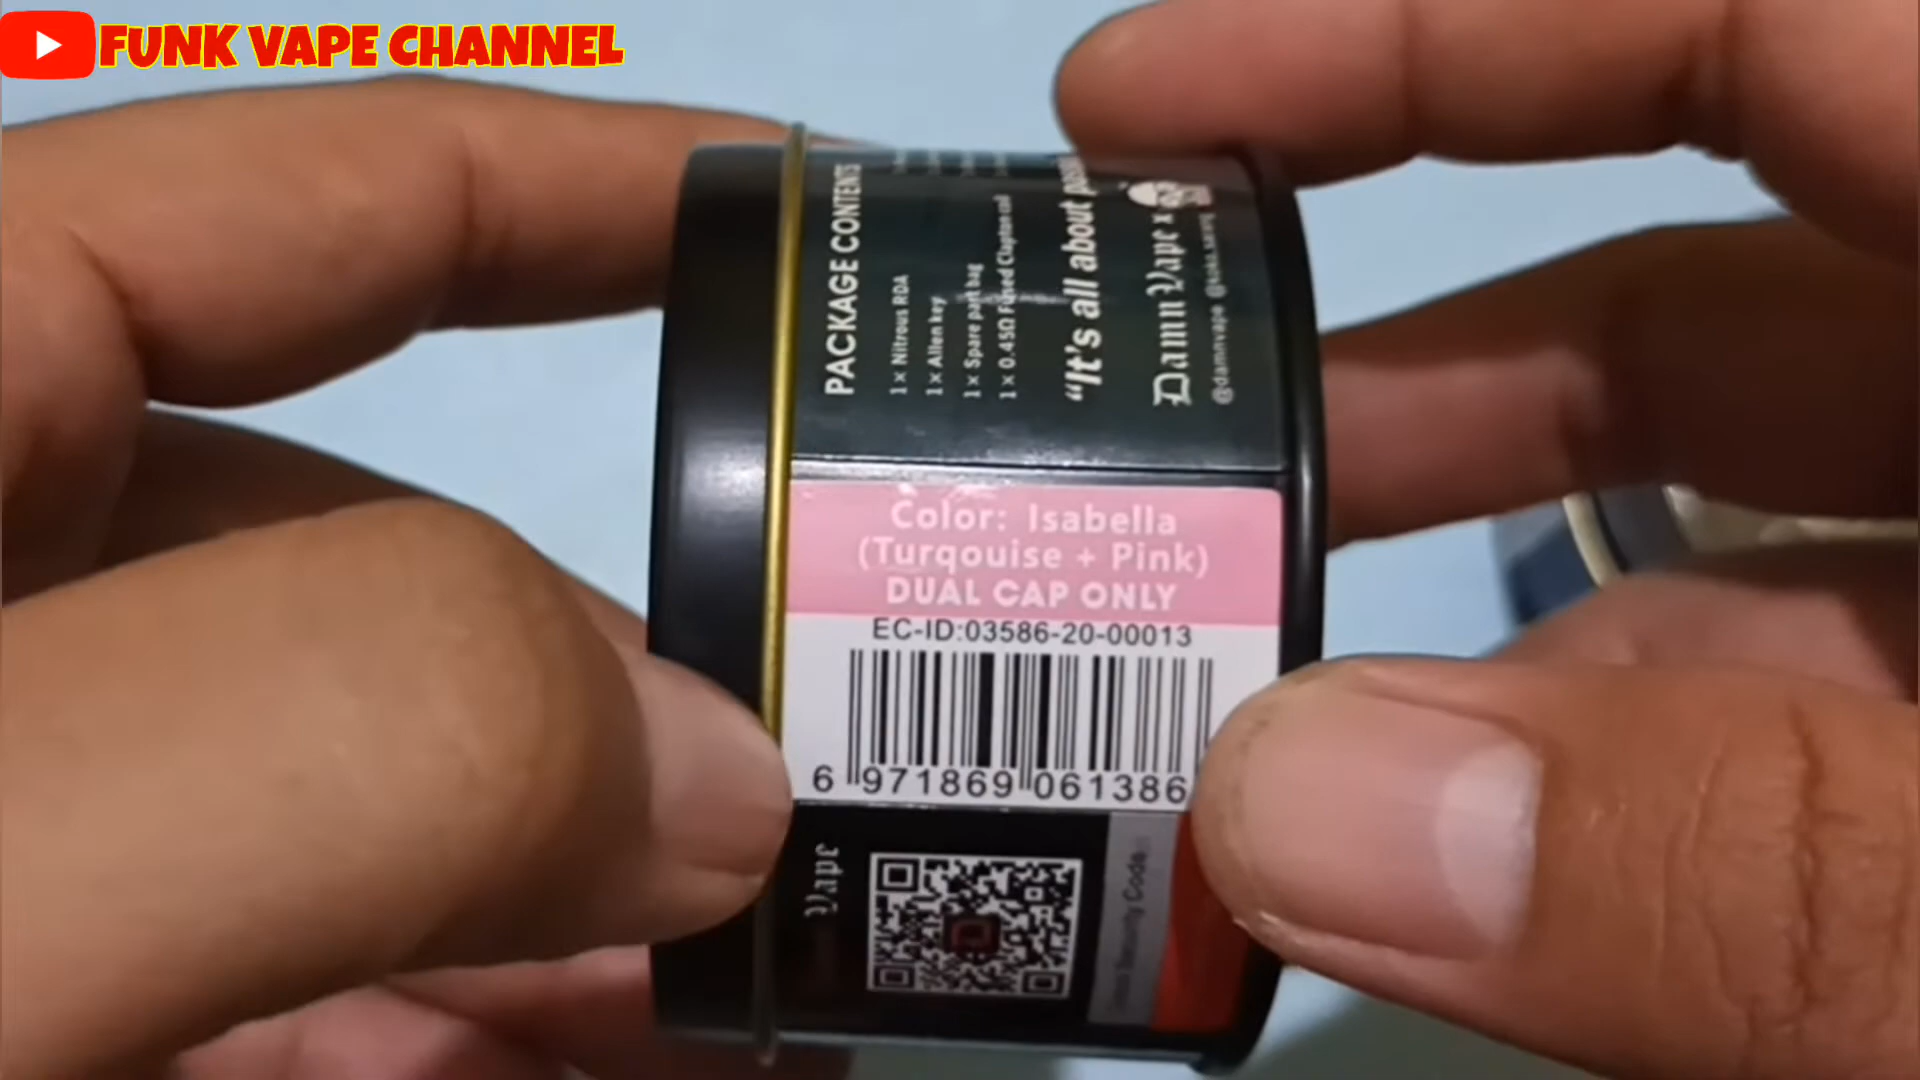 FUNK VAPE CHANNEL
PACKAGE CONTENTS
1 x Nitrous RDA
1 x Allen key
1 x Spare part bag
1 x 0.45Ω Fused Clapton coil
"It's all about
Damn Vape x
@damnvape
Color: Isabella
(Turqouise + Pink)
DUAL CAP ONLY
EC-ID:03586-20-00013
6 971869 061386
Vape
Security Code